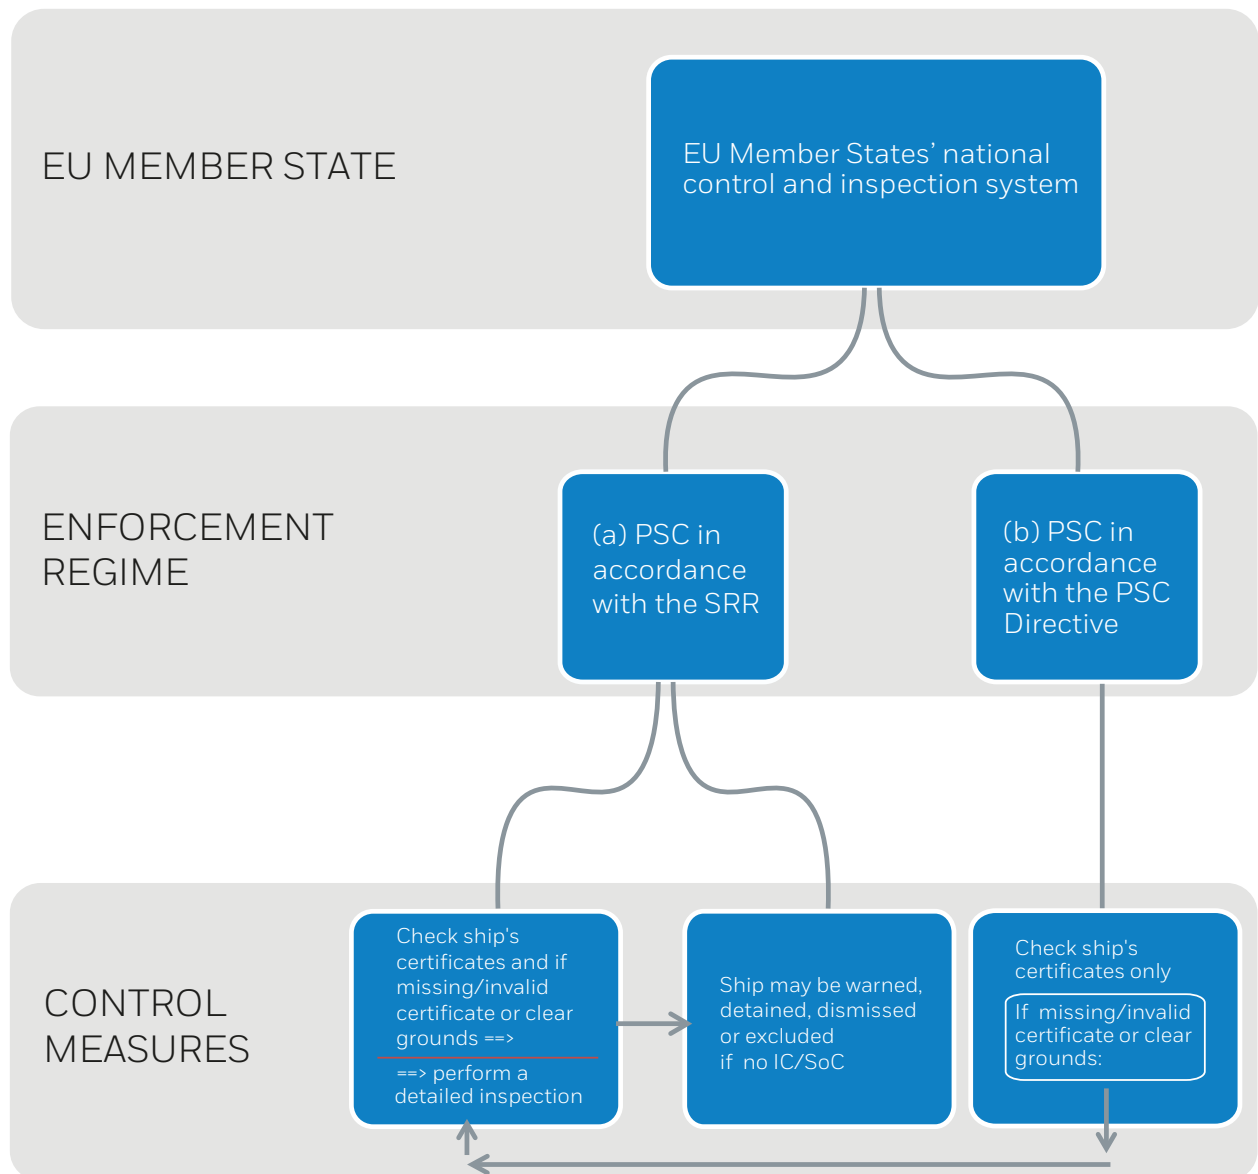 EU MEMBER STATE
EU Member States’ national
control and inspection system
ENFORCEMENT
REGIME
(a) PSC in
accordance
with the SRR
(b) PSC in
accordance
with the PSC
Directive
CONTROL
MEASURES
Check ship's
certificates and if
missing/invalid
certificate or clear
grounds ==>
==> perform a
detailed inspection
Ship may be warned,
detained, dismissed
or excluded
if  no IC/SoC
Check ship's
certificates only
If  missing/invalid
certificate or clear
grounds: